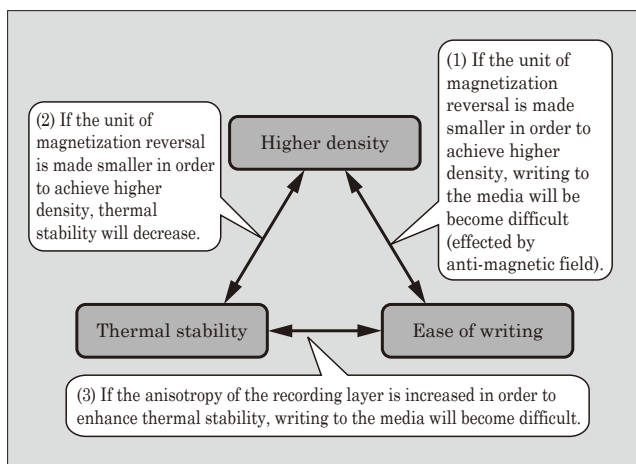 (1) If the unit of
magnetization
reversal is made
smaller in order to
achieve higher
density, writing to
the media will be
become difficult
(effected by
anti-magnetic field).
(2) If the unit of
magnetization reversal
is made smaller in order
to achieve higher
density, thermal
stability will decrease.
Higher density
Thermal stability
Ease of writing
(3) If the anisotropy of the recording layer is increased in order to
enhance thermal stability, writing to the media will become difficult.